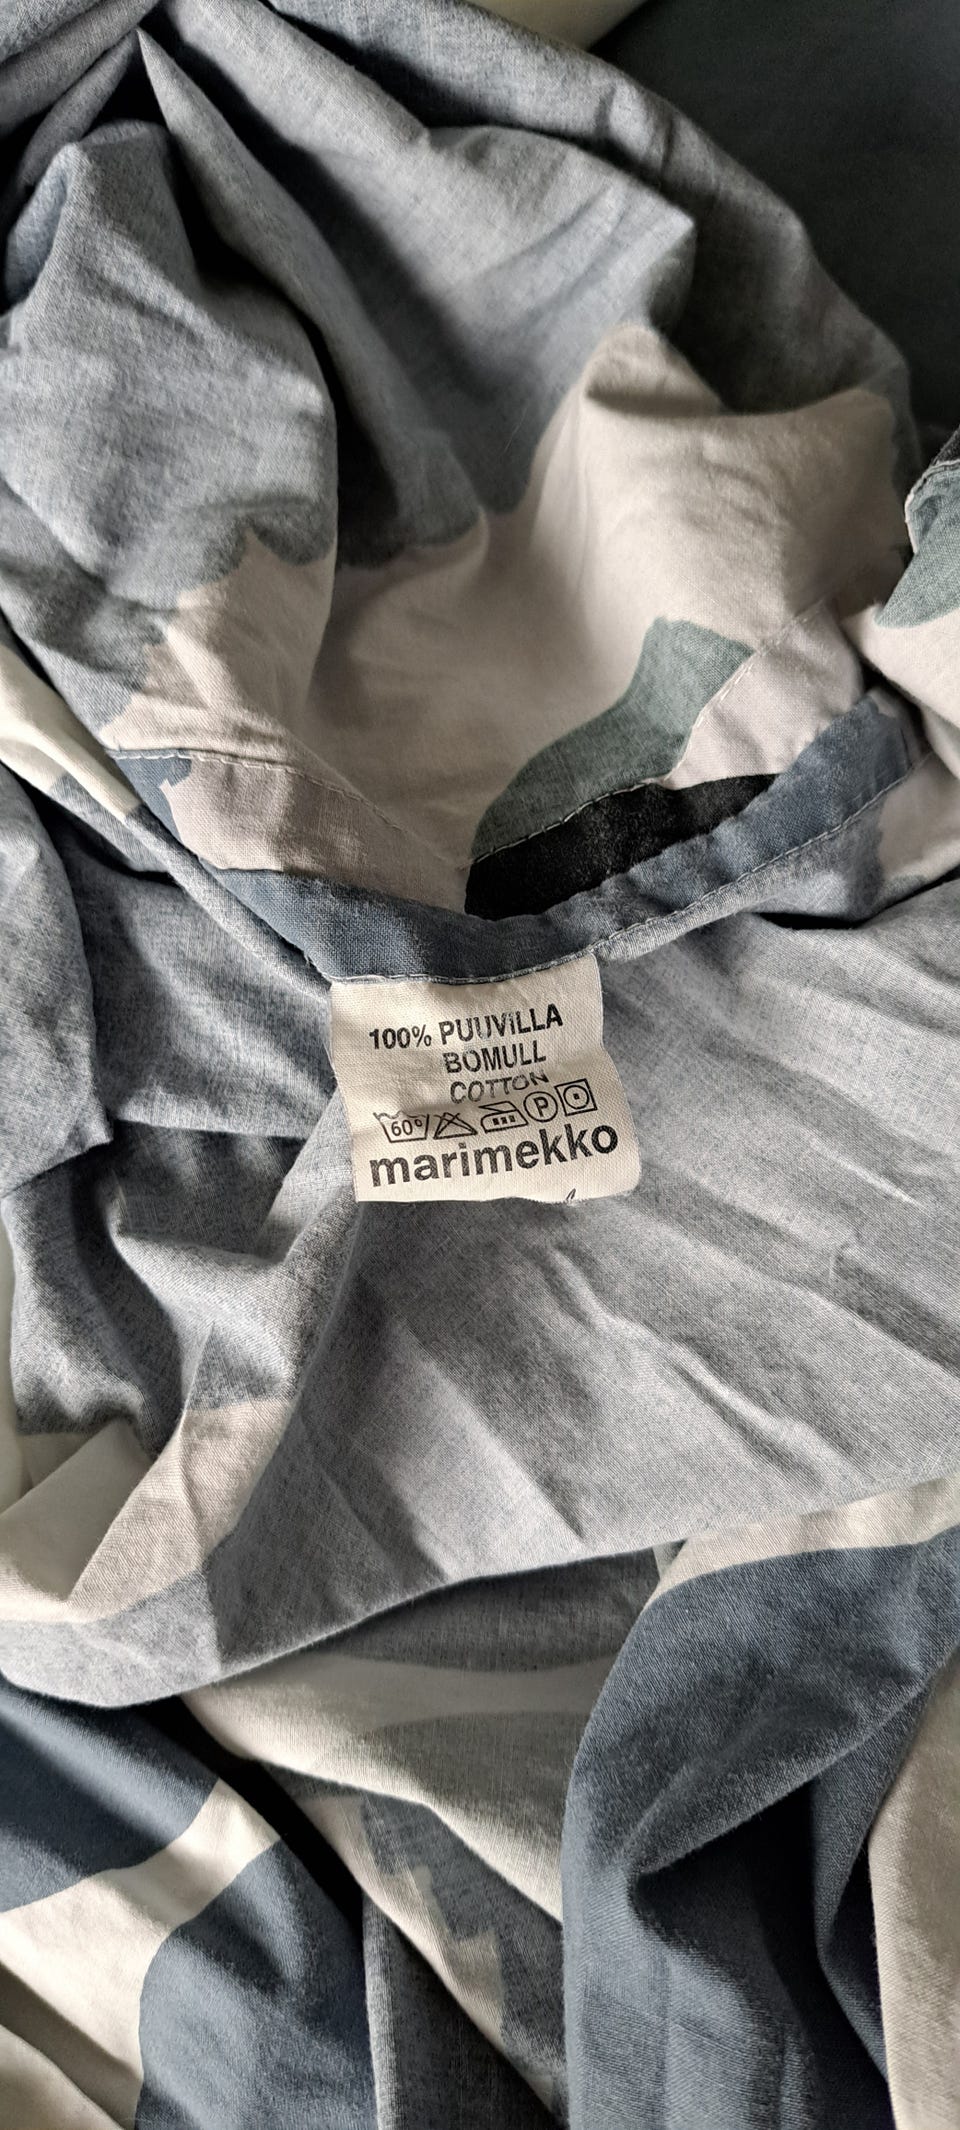 100% PUUVILLA
BOMULL
COTTON
60° P
marimekko